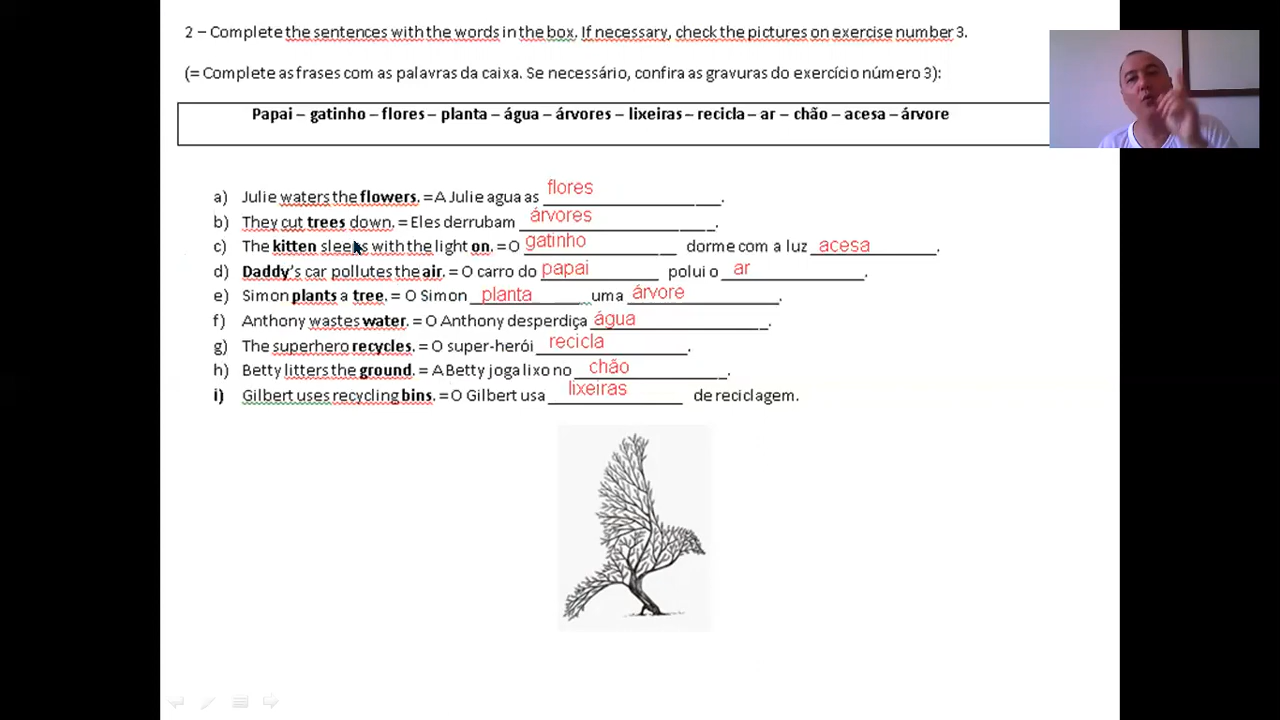 2 – Complete the sentences with the words in the box. If necessary, check the pictures on exercise number 3.
(= Complete as frases com as palavras da caixa. Se necessário, confira as gravuras do exercício número 3):
Papai – gatinho – flores – planta – água – árvores – lixeiras – recicla – ar – chão – acesa – árvore
a) Julie waters the flowers. = A Julie agua as flores.
b) They cut trees down. = Eles derrubam árvores.
c) The kitten sleeps with the light on. = O gatinho dorme com a luz acesa.
d) Daddy's car pollutes the air. = O carro do papai polui o ar.
e) Simon plants a tree. = O Simon planta uma árvore.
f) Anthony wastes water. = O Anthony desperdiça água.
g) The superhero recycles. = O super-herói recicla.
h) Betty litters the ground. = A Betty joga lixo no chão.
i) Gilbert uses recycling bins. = O Gilbert usa lixeiras de reciclagem.